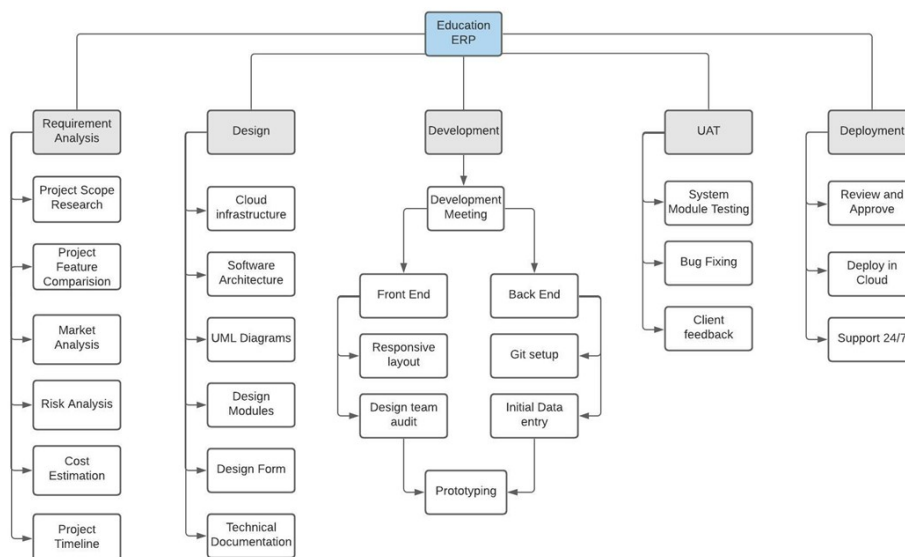 Education
ERP
Requirement
Analysis
Design
Development
UAT
Deployment
Project Scope
Research
Project
Feature
Comparision
Market
Analysis
Risk Analysis
Cost
Estimation
Project
Timeline
Cloud
infrastructure
Software
Architecture
UML Diagrams
Design
Modules
Design Form
Technical
Documentation
Development
Meeting
Front End
Responsive
layout
Design team
audit
Back End
Git setup
Initial Data
entry
Prototyping
System
Module Testing
Bug Fixing
Client
feedback
Review and
Approve
Deploy in
Cloud
Support 24/7